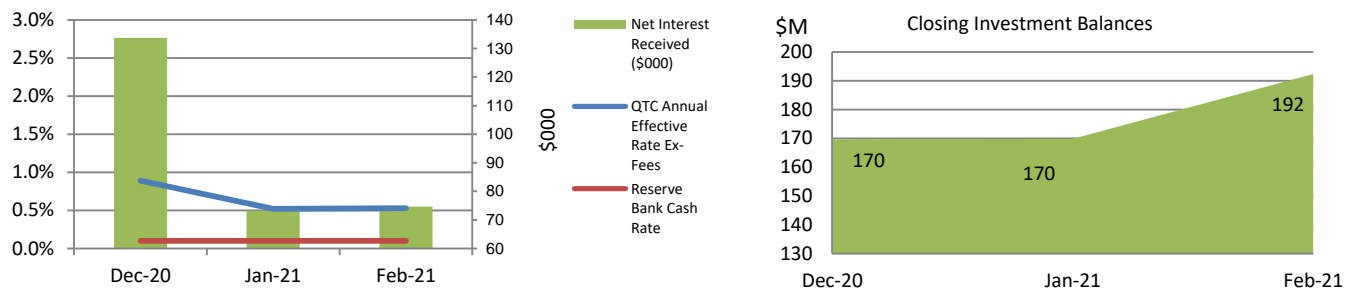 3.0%
2.5%
2.0%
1.5%
1.0%
0.5%
0.0%
140
130
120
110
100
90
80
70
60
$000
Dec-20 Jan-21 Feb-21
Net Interest
Received
($000)
QTC Annual
Effective
Rate Ex-
Fees
Reserve
Bank Cash
Rate
$M Closing Investment Balances
200
190
180
170
160
150
140
130
170
170
192
Dec-20 Jan-21 Feb-21